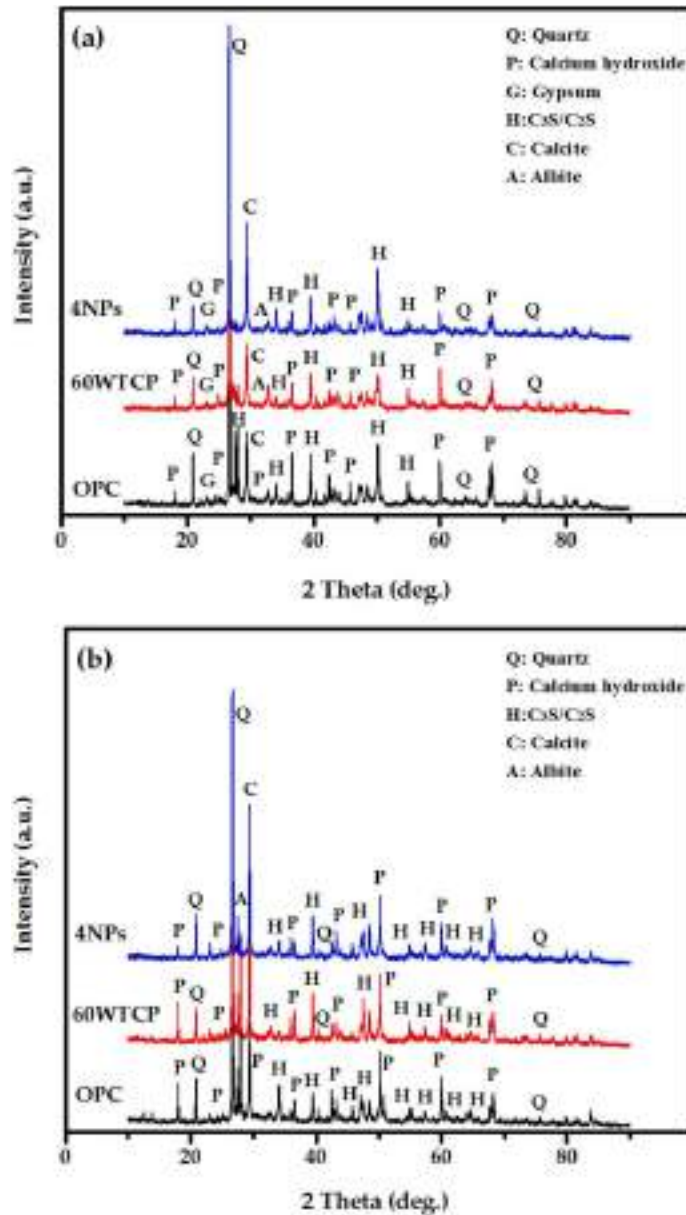 (a)
Q
Q: Quartz
P: Calcium hydroxide
G: Gypsum
H:C3S/C2S
C: Calcite
A: Albite
Intensity (a.u.)
C
H
4NPs
P Q G P A H P H P P H P Q P Q
60WTCP
P Q G P C A H P H P P H H P Q P Q
OPC
P Q G P H C P H P H P P H H P Q P Q
0 20 40 60 80
2 Theta (deg.)
(b)
Q
Q: Quartz
P: Calcium hydroxide
H:C3S/C2S
C: Calcite
A: Albite
Intensity (a.u.)
C
P
4NPs
P Q P A H P H Q P H H H H H P Q
60WTCP
P Q P H P H Q P H P H H P H H P
OPC
P Q P P H P H P H H P H H P H H P Q
0 20 40 60 80
2 Theta (deg.)